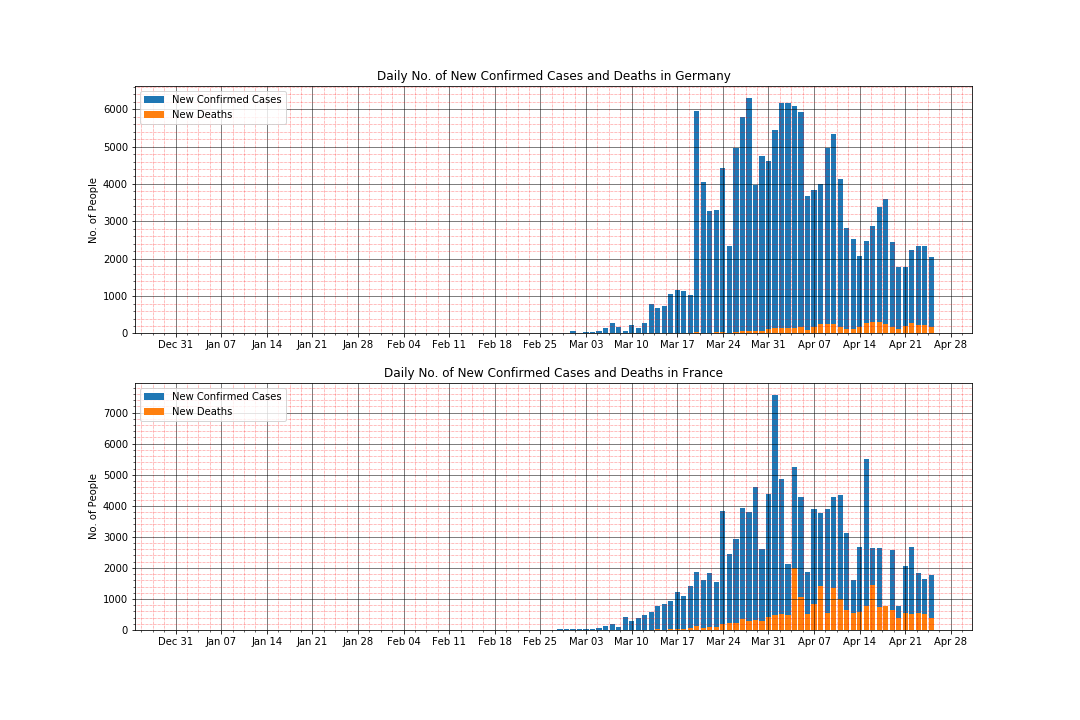 Daily No. of New Confirmed Cases and Deaths in Germany
New Confirmed Cases
New Deaths
No. of People
6000
5000
4000
3000
2000
1000
0
Dec 31 Jan 07 Jan 14 Jan 21 Jan 28 Feb 04 Feb 11 Feb 18 Feb 25 Mar 03 Mar 10 Mar 17 Mar 24 Mar 31 Apr 07 Apr 14 Apr 21 Apr 28
Daily No. of New Confirmed Cases and Deaths in France
New Confirmed Cases
New Deaths
No. of People
7000
6000
5000
4000
3000
2000
1000
0
Dec 31 Jan 07 Jan 14 Jan 21 Jan 28 Feb 04 Feb 11 Feb 18 Feb 25 Mar 03 Mar 10 Mar 17 Mar 24 Mar 31 Apr 07 Apr 14 Apr 21 Apr 28